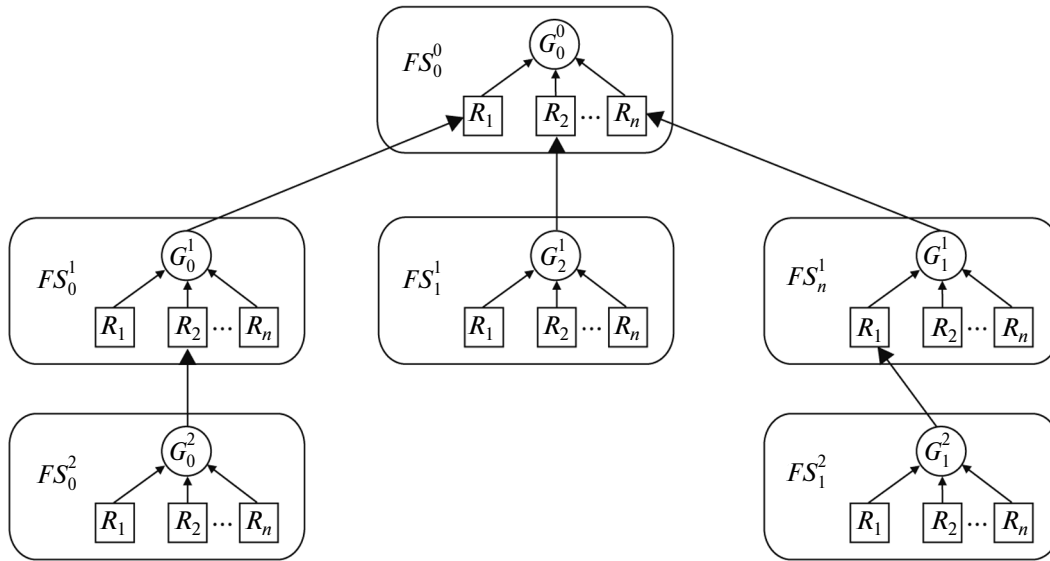 G_0^0
FS_0^0
R_1 R_2 ... R_n
G_0^1 G_2^1 G_1^1
FS_0^1 FS_1^1 FS_n^1
R_1 R_2 ... R_n R_1 R_2 ... R_n R_1 R_2 ... R_n
G_0^2 G_1^2
FS_0^2 FS_1^2
R_1 R_2 ... R_n R_1 R_2 ... R_n